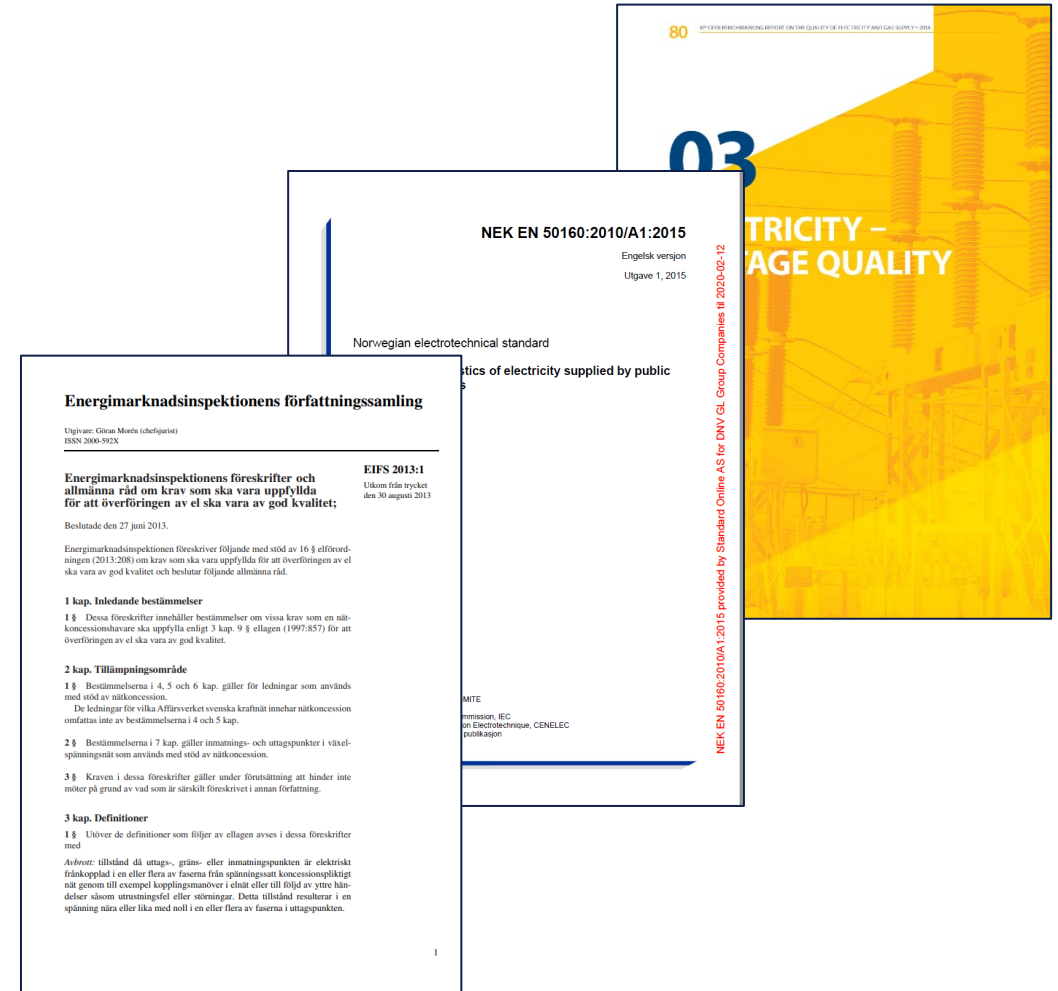 80 6TH CEER BENCHMARKING REPORT ON THE QUALITY OF ELECTRICITY AND GAS SUPPLY – 2016
03
TRICITY –
AGE QUALITY
NEK EN 50160:2010/A1:2015
Engelsk versjon
Utgave 1, 2015
Norwegian electrotechnical standard
stics of electricity supplied by public
s
MITE
mmission, IEC
on Electrotechnique, CENELEC
publikasjon
NEK EN 50160:2010/A1:2015 provided by Standard Online AS for DNV GL Group Companies til 2020-02-12
Energimarknadsinspektionens författningssamling
Utgivare: Göran Morén (chefsjurist)
ISSN 2000-592X
Energimarknadsinspektionens föreskrifter och
allmänna råd om krav som ska vara uppfyllda
för att överföringen av el ska vara av god kvalitet;
EIFS 2013:1
Utkom från trycket
den 30 augusti 2013
Beslutade den 27 juni 2013.
Energimarknadsinspektionen föreskriver följande med stöd av 16 § elförord-
ningen (2013:208) om krav som ska vara uppfyllda för att överföringen av el
ska vara av god kvalitet och beslutar följande allmänna råd.
1 kap. Inledande bestämmelser
1 § Dessa föreskrifter innehåller bestämmelser om vissa krav som en nät-
koncessionshavare ska uppfylla enligt 3 kap. 9 § ellagen (1997:857) för att
överföringen av el ska vara av god kvalitet.
2 kap. Tillämpningsområde
1 § Bestämmelserna i 4, 5 och 6 kap. gäller för ledningar som används
med stöd av nätkoncession.
De ledningar för vilka Affärsverket svenska kraftnät innehar nätkoncession
omfattas inte av bestämmelserna i 4 och 5 kap.
2 § Bestämmelserna i 7 kap. gäller inmatnings- och uttagspunkter i växel-
spänningsnät som används med stöd av nätkoncession.
3 § Kraven i dessa föreskrifter gäller under förutsättning att hinder inte
möter på grund av vad som är särskilt föreskrivet i annan författning.
3 kap. Definitioner
1 § Utöver de definitioner som följer av ellagen avses i dessa föreskrifter
med
Avbrott: tillstånd då uttags-, gräns- eller inmatningspunkten är elektriskt
frånkopplad i en eller flera av faserna från spänningssatt koncessionspliktigt
nät genom till exempel kopplingsmanöver i elnät eller till följd av yttre hän-
delser såsom utrustningsfel eller störningar. Detta tillstånd resulterar i en
spänning nära eller lika med noll i en eller flera av faserna i uttagspunkten.
1